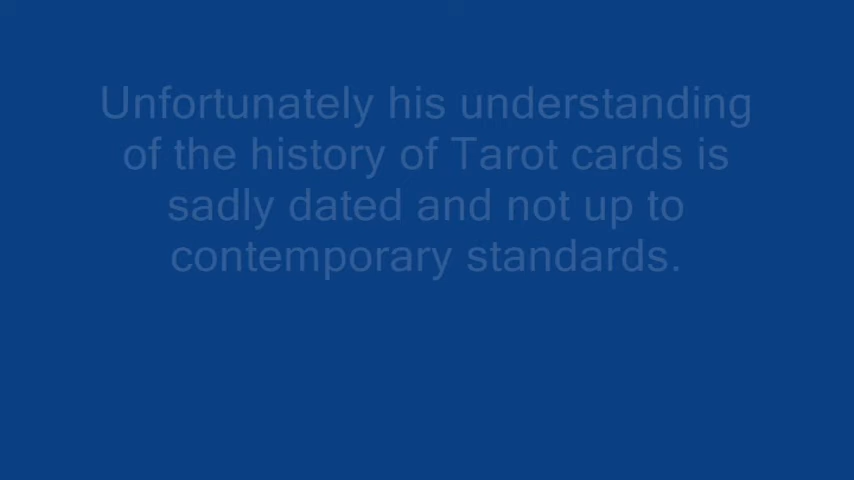 Unfortunately his understanding
of the history of Tarot cards is
sadly dated and not up to
contemporary standards.